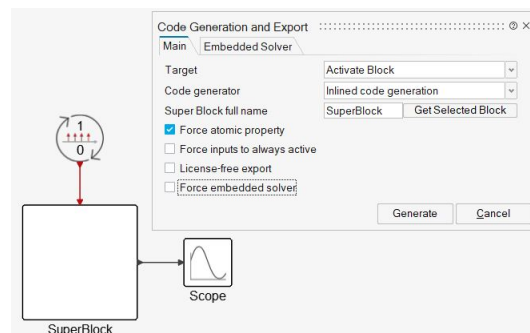 Code Generation and Export
Main Embedded Solver
Target Activate Block
Code generator Inlined code generation
Super Block full name SuperBlock Get Selected Block
Force atomic property
Force inputs to always active
License-free export
Force embedded solver
Generate Cancel
1
0
Scope
SuperBlock